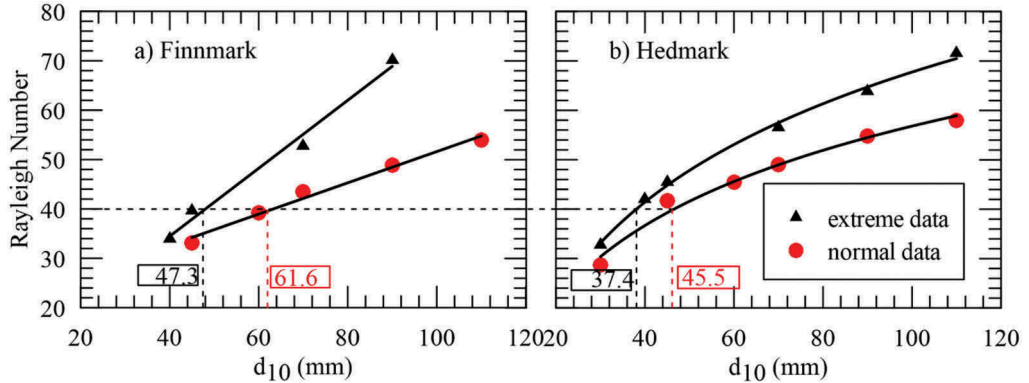 a) Finnmark
b) Hedmark
Rayleigh Number
80
70
60
50
40
30
20
47.3
61.6
37.4
45.5
extreme data
normal data
20 40 60 80 100 120 40 60 80 100 120
d10 (mm)
d10 (mm)